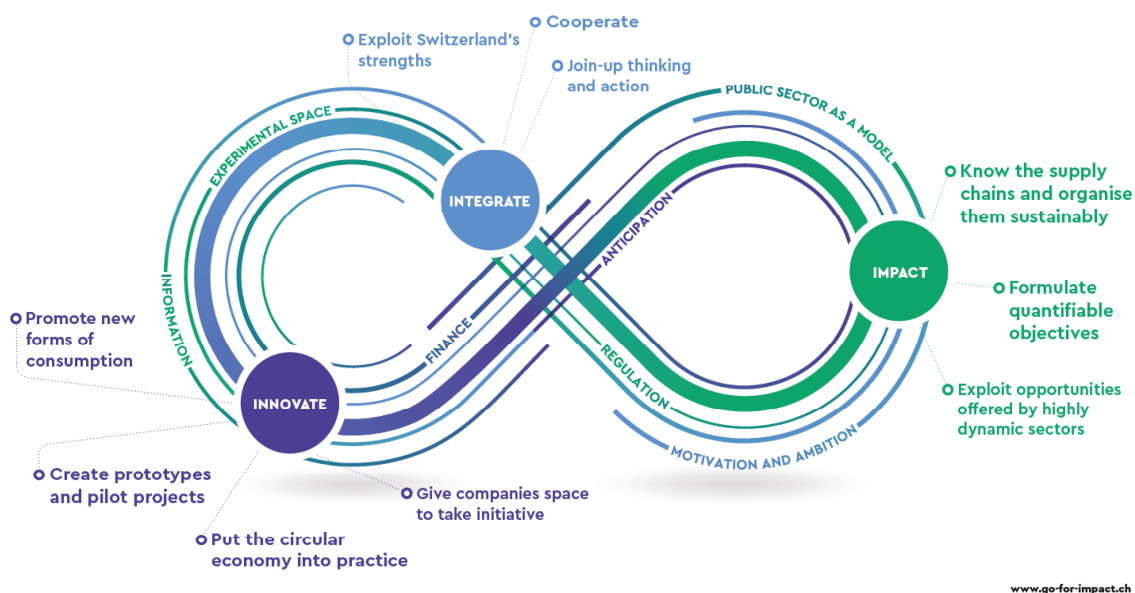 Cooperate
Exploit Switzerland's
strengths
Join-up thinking
and action
PUBLIC SECTOR AS A MODEL
EXPERIMENTAL SPACE
INTEGRATE
Know the supply
chains and organise
them sustainably
ANTICIPATION
IMPACT
INFORMATION
Formulate
quantifiable
objectives
Promote new
forms of
consumption
FINANCE
REGULATION
INNOVATE
Exploit opportunities
offered by highly
dynamic sectors
MOTIVATION AND AMBITION
Create prototypes
and pilot projects
Give companies space
to take initiative
Put the circular
economy into practice
www.go-for-impact.ch